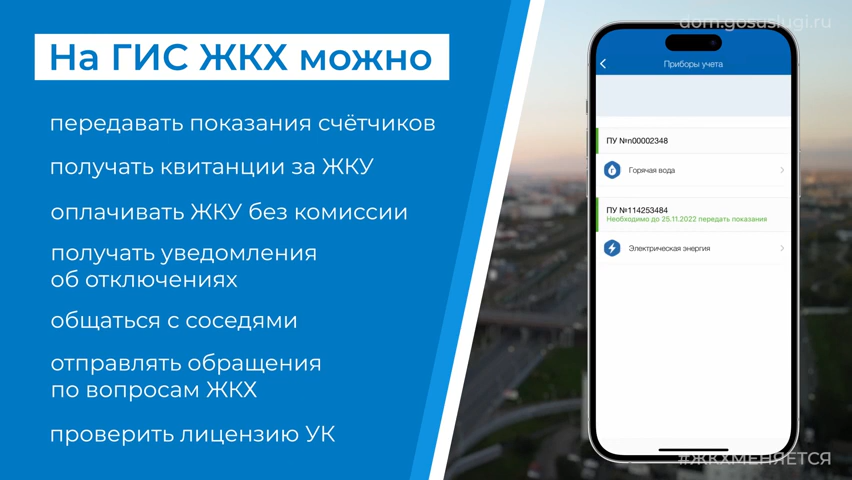 На ГИС ЖКХ можно
передавать показания счётчиков
получать квитанции за ЖКУ
оплачивать ЖКУ без комиссии
получать уведомления
об отключениях
общаться с соседями
отправлять обращения
по вопросам ЖКХ
проверить лицензию УК
dom.gosuslugi.ru
Приборы учета
ПУ №п00002348
Горячая вода
ПУ №114253484
Необходимо до 25.11.2022 передать показания
Электрическая энергия
#ЖКХМЕНЯЕТСЯ